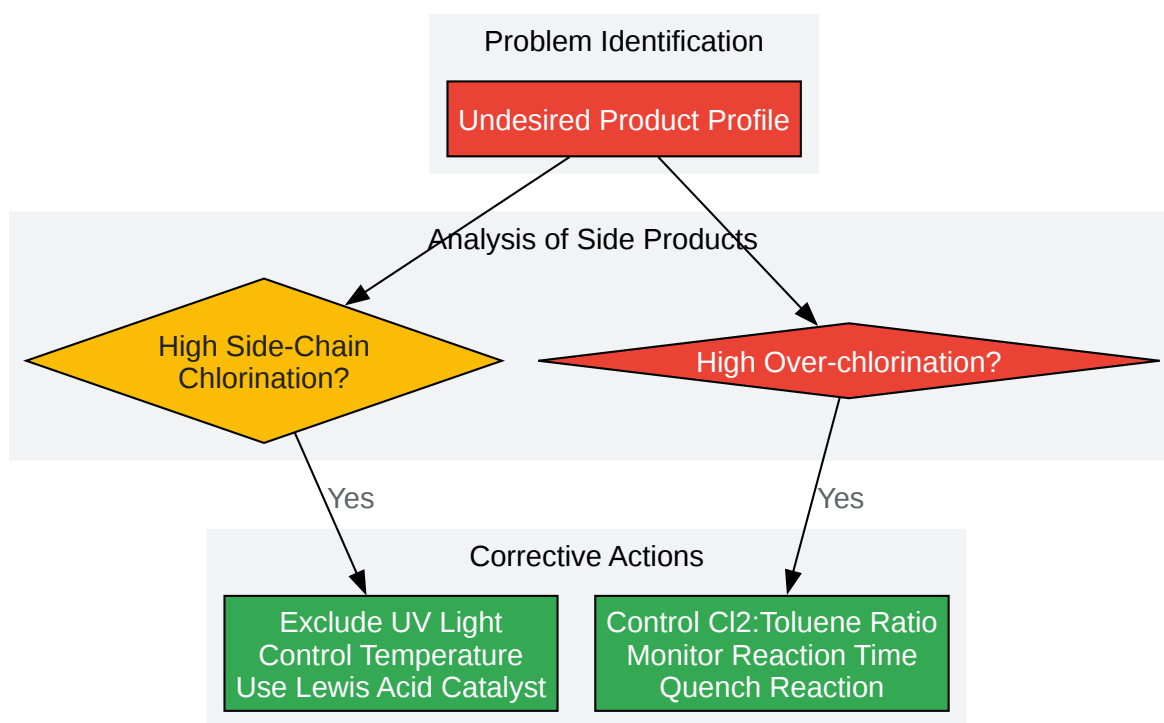 Problem Identification
Undesired Product Profile
Analysis of Side Products
High Side-Chain
Chlorination?
High Over-chlorination?
Yes
Yes
Corrective Actions
Exclude UV Light
Control Temperature
Use Lewis Acid Catalyst
Control Cl2:Toluene Ratio
Monitor Reaction Time
Quench Reaction